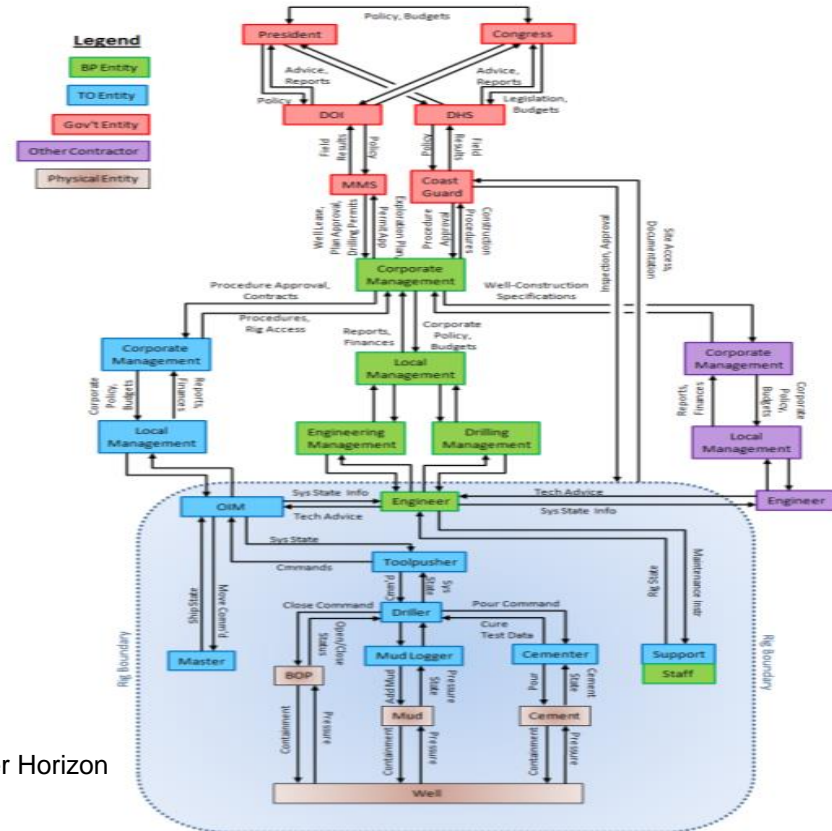 Policy, Budgets
Legend
President
Congress
BP Entity
TO Entity
Gov't Entity
Other Contractor
Physical Entity
Advice,
Reports
Policy
Advice,
Reports
Legislation,
Budgets
DOI
DHS
Field
Results
Policy
Policy
Field
Results
MMS
Coast
Guard
Well Lease,
Plan Approval,
Drilling Permits
Exploration Plan,
Procedure
Approval
Construction
Procedures
Inspection/Approval
Site Access,
Documentation
Corporate
Management
Procedure Approval,
Contracts
Well-Construction
Specifications
Procedures,
Rig Access
Reports,
Finances
Corporate
Policy,
Budgets
Corporate
Management
Local
Management
Corporate
Management
Corporate
Policy,
Budgets
Reports,
Finances
Reports,
Finances
Corporate
Policy,
Budgets
Local
Management
Engineering
Management
Drilling
Management
Local
Management
OIM
Sys State Info
Engineer
Tech Advice
Engineer
Tech Advice
Sys State Info
Sys State
Cmmands
Toolpusher
Ship State
Move Comm'd
Comm'd
Sys
State
Rig State
Maintenance Instr
Close Command
Driller
Pour Command
Open/Close
Status
Cure
Test Data
Rig Boundary
Master
Mud Logger
Cementer
Support
Staff
Rig Boundary
BOP
Add Mud
Pressure
State
Pour
Cement
State
Mud
Cement
Containment
Pressure
Containment
Pressure
Containment
Pressure
Well
er Horizon